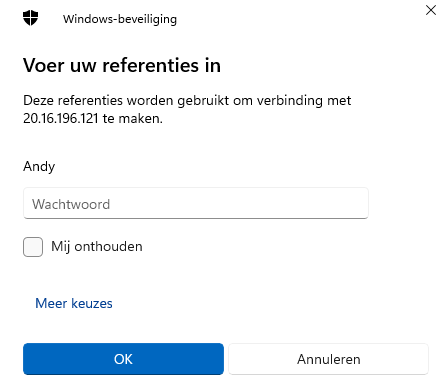 Windows-beveiliging
Voer uw referenties in
Deze referenties worden gebruikt om verbinding met
20.16.196.121 te maken.
Andy
Wachtwoord
Mij onthouden
Meer keuzes
OK
Annuleren